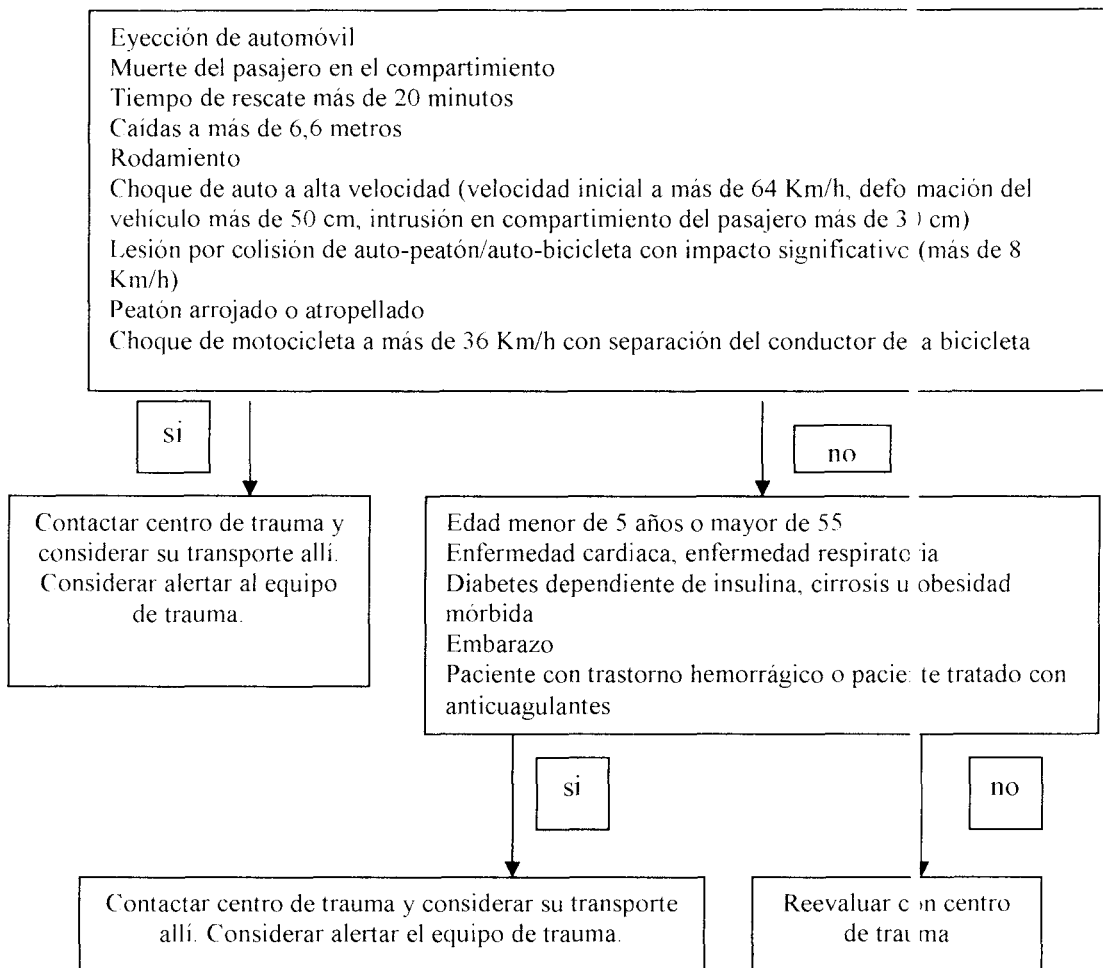 Eyección de automóvil
Muerte del pasajero en el compartimiento
Tiempo de rescate más de 20 minutos
Caídas a más de 6,6 metros
Rodamiento
Choque de auto a alta velocidad (velocidad inicial a más de 64 Km/h, defo mación del
vehículo más de 50 cm, intrusión en compartimiento del pasajero más de 3 cm)
Lesión por colisión de auto-peatón/auto-bicicleta con impacto significativo (más de 8
Km/h)
Peatón arrojado o atropellado
Choque de motocicleta a más de 36 Km/h con separación del conductor de a bicicleta
si
no
Contactar centro de trauma y
considerar su transporte allí.
Considerar alertar al equipo
de trauma.
Edad menor de 5 años o mayor de 55
Enfermedad cardiaca, enfermedad respiratoria
Diabetes dependiente de insulina, cirrosis u obesidad
mórbida
Embarazo
Paciente con trastorno hemorrágico o paciente tratado con
anticuagulantes
si
no
Contactar centro de trauma y considerar su transporte
allí. Considerar alertar el equipo de trauma.
Reevaluar con centro
de trauma